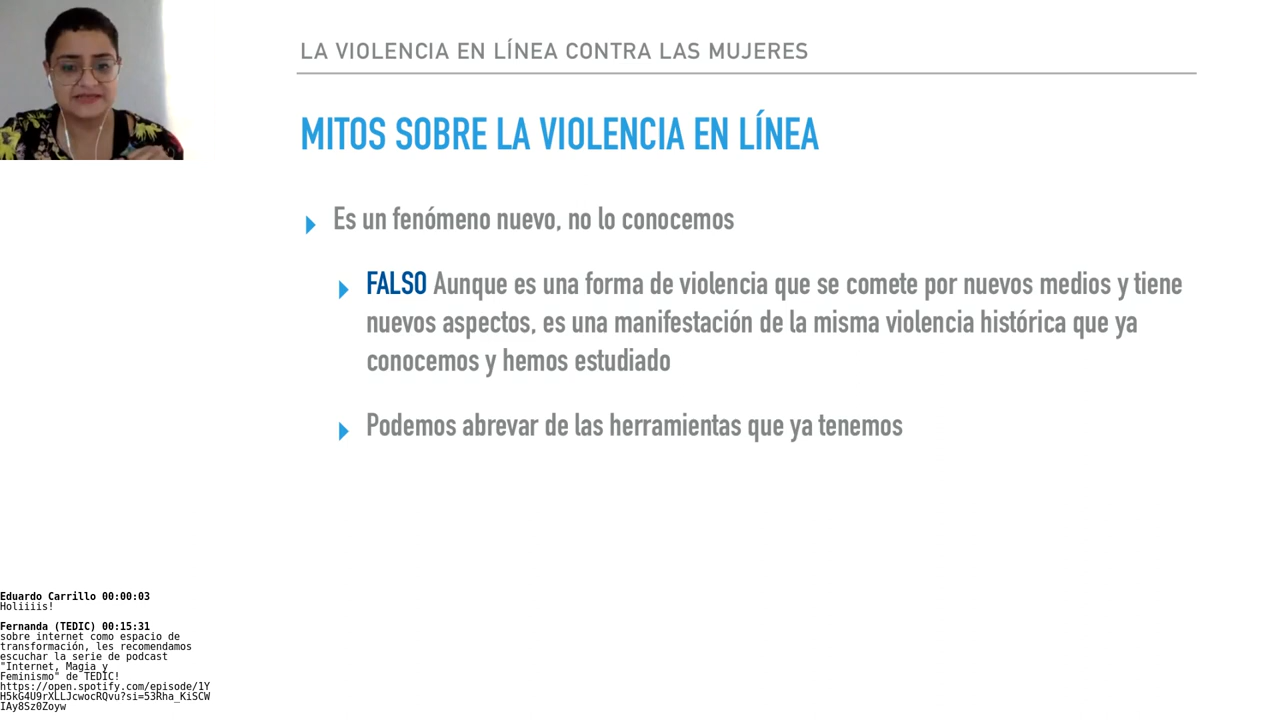 LA VIOLENCIA EN LÍNEA CONTRA LAS MUJERES
MITOS SOBRE LA VIOLENCIA EN LÍNEA
Es un fenómeno nuevo, no lo conocemos
FALSO Aunque es una forma de violencia que se comete por nuevos medios y tiene
nuevos aspectos, es una manifestación de la misma violencia histórica que ya
conocemos y hemos estudiado
Podemos abrevar de las herramientas que ya tenemos
Eduardo Carrillo 00:00:03
Holiiiis!
Fernanda (TEDIC) 00:15:31
sobre internet como espacio de
transformación, les recomendamos
escuchar la serie de podcast
"Internet, Magia y
Feminismo" de TEDIC!
https://open.spotify.com/episode/1Y
H5kG4U9rXLLJcwocRQvu?si=53Rha_KiSCW
IAy8Sz0Zoyw